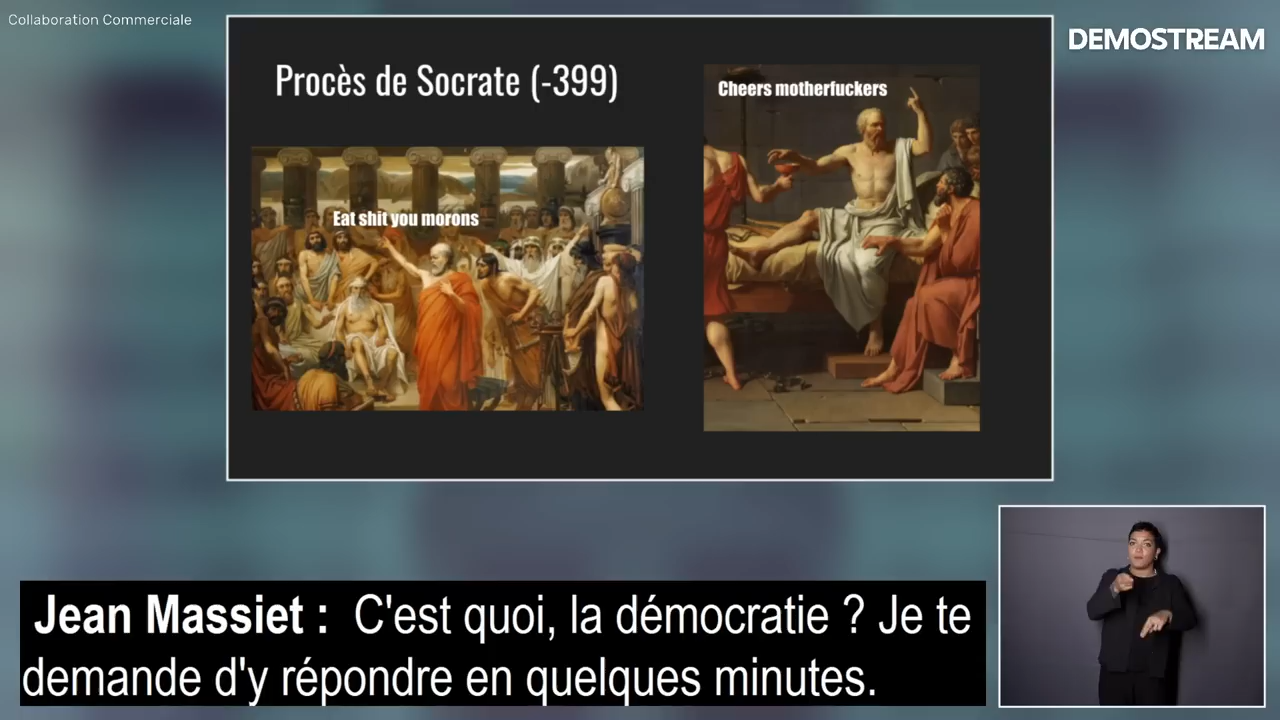 Collaboration Commerciale
DEMOSTREAM
Procès de Socrate (-399)
Cheers motherfuckers
Eat shit you morons
Jean Massiet : C'est quoi, la démocratie ? Je te
demande d'y répondre en quelques minutes.